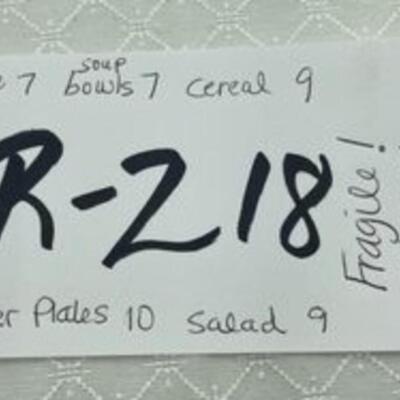 7 soup bowls 7 cereal 9
R-218
Fragile!
er Plates 10 salad 9